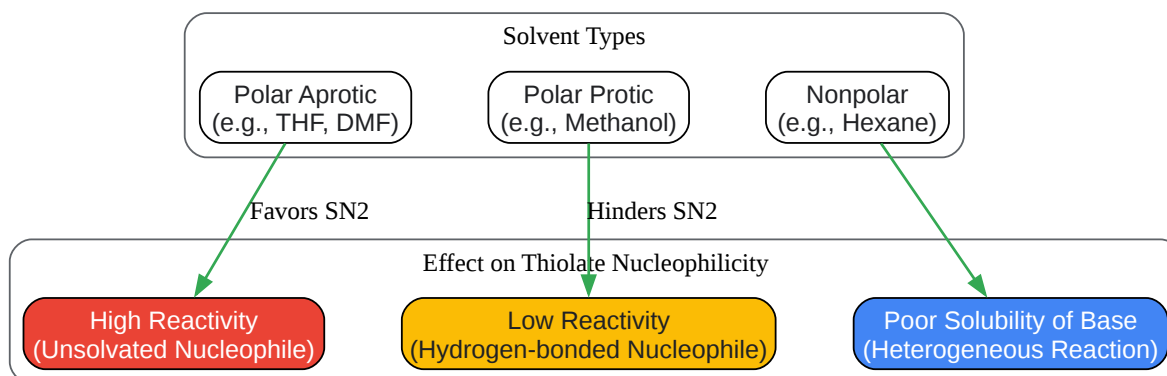 Solvent Types
Polar Aprotic
(e.g., THF, DMF)
Polar Protic
(e.g., Methanol)
Nonpolar
(e.g., Hexane)
Favors SN2
Hinders SN2
Effect on Thiolate Nucleophilicity
High Reactivity
(Unsolvated Nucleophile)
Low Reactivity
(Hydrogen-bonded Nucleophile)
Poor Solubility of Base
(Heterogeneous Reaction)